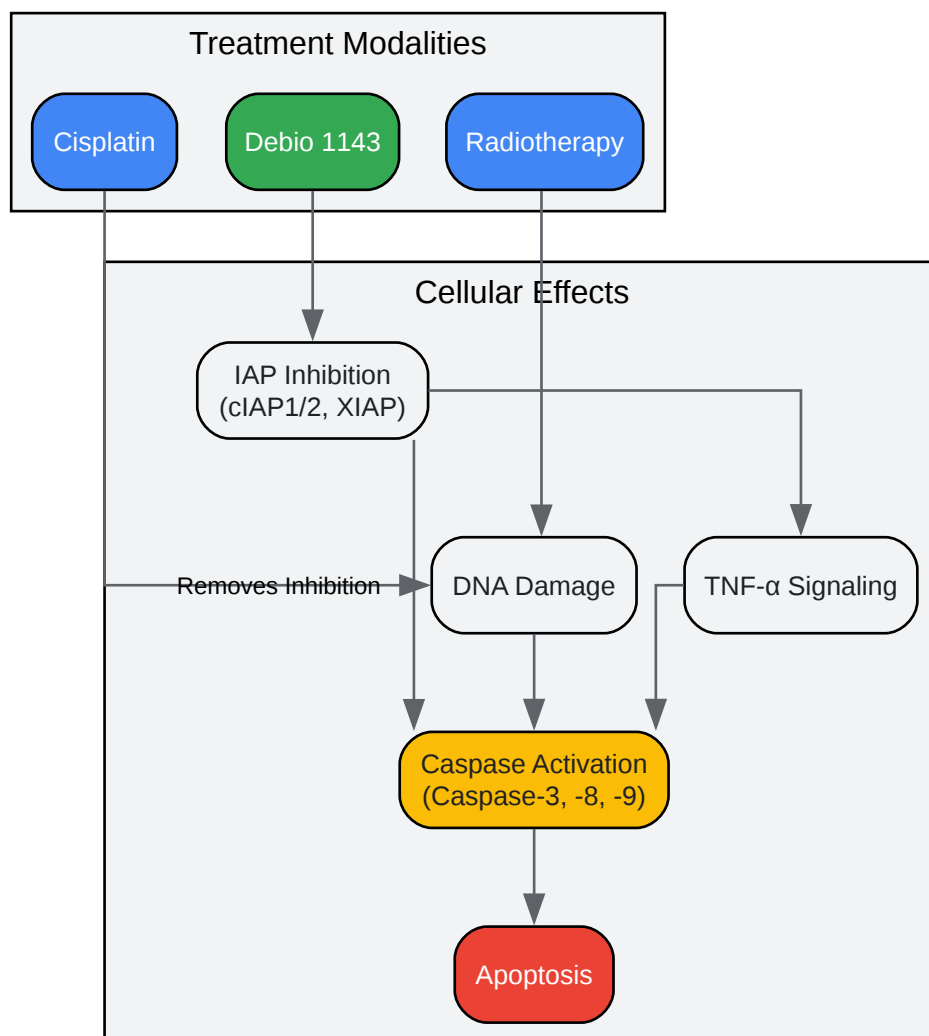 Treatment Modalities
Cisplatin
Debio 1143
Radiotherapy
Cellular Effects
IAP Inhibition
(cIAP1/2, XIAP)
Removes Inhibition
DNA Damage
TNF-α Signaling
Caspase Activation
(Caspase-3, -8, -9)
Apoptosis